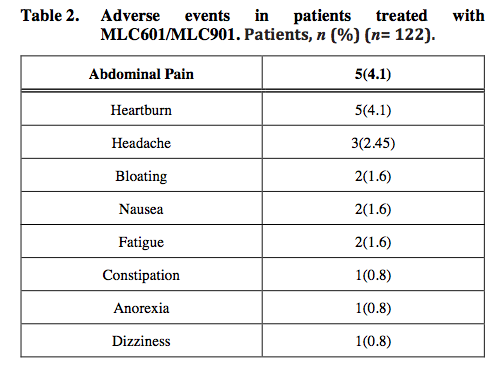 Table 2. Adverse events in patients treated with
MLC601/MLC901. Patients, n (%) (n= 122).
Abdominal Pain 5(4.1)
Heartburn 5(4.1)
Headache 3(2.45)
Bloating 2(1.6)
Nausea 2(1.6)
Fatigue 2(1.6)
Constipation 1(0.8)
Anorexia 1(0.8)
Dizziness 1(0.8)